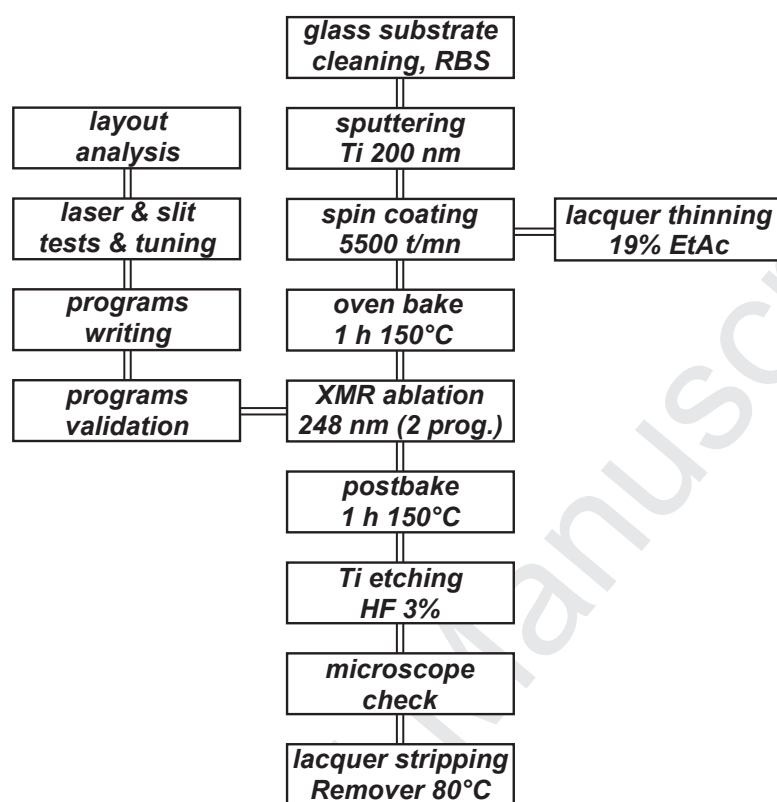 glass substrate
cleaning, RBS
layout
analysis
sputtering
Ti 200 nm
laser & slit
tests & tuning
spin coating
5500 t/mn
lacquer thinning
19% EtAc
programs
writing
oven bake
1 h 150°C
programs
validation
XMR ablation
248 nm (2 prog.)
postbake
1 h 150°C
Ti etching
HF 3%
microscope
check
lacquer stripping
Remover 80°C